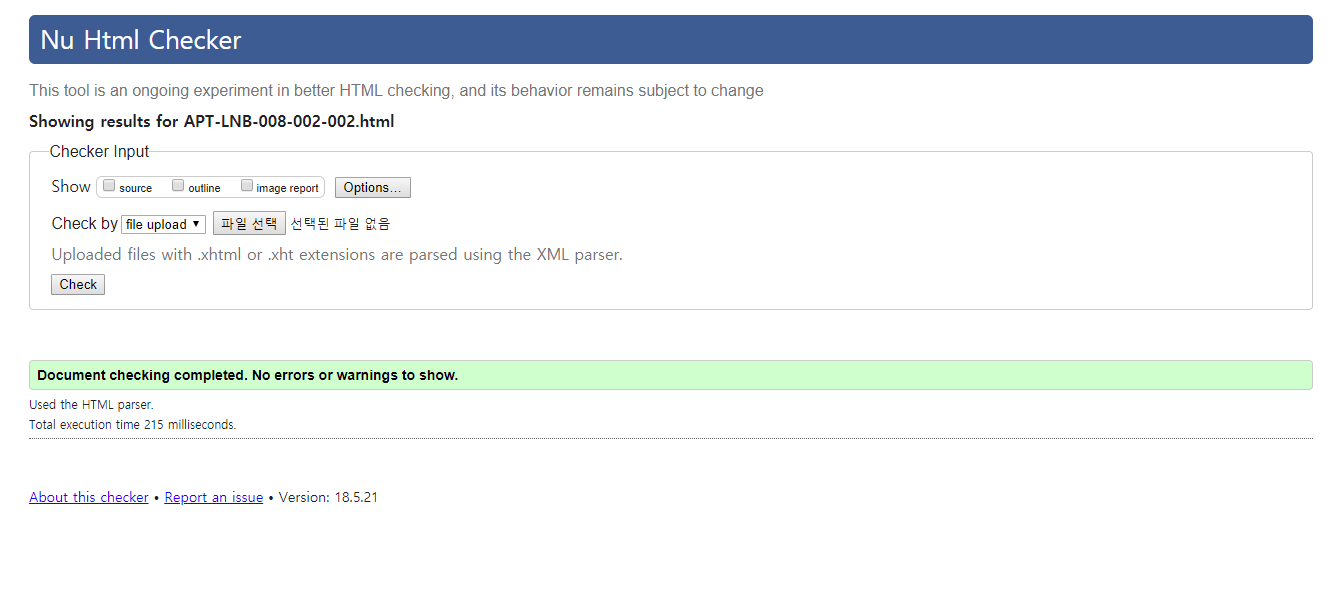 Nu Html Checker
This tool is an ongoing experiment in better HTML checking, and its behavior remains subject to change
Showing results for APT-LNB-008-002-002.html
Checker Input
Show source outline image report Options...
Check by file upload ▼ 파일 선택 선택된 파일 없음
Uploaded files with .xhtml or .xht extensions are parsed using the XML parser.
Check
Document checking completed. No errors or warnings to show.
Used the HTML parser.
Total execution time 215 milliseconds.
About this checker • Report an issue • Version: 18.5.21